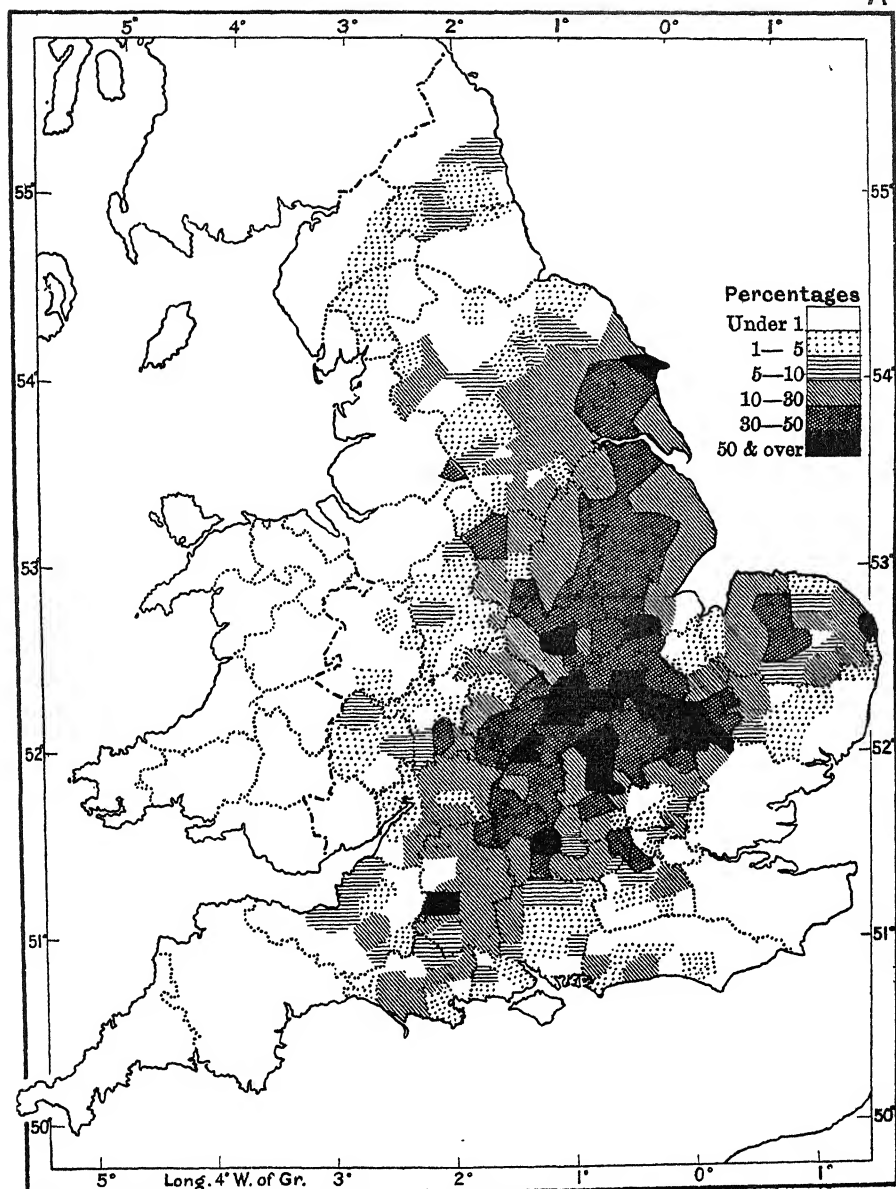 A
5° 4° 3° 2° 1° 0° 1°
55° 55°
Percentages
Under 1
1— 5
5—10
10—30
30—50
50 & over
54° 54°
53° 53°
52° 52°
51° 51°
50° 50°
5° Long. 4° W. of Gr. 3° 2° 1° 0° 1°